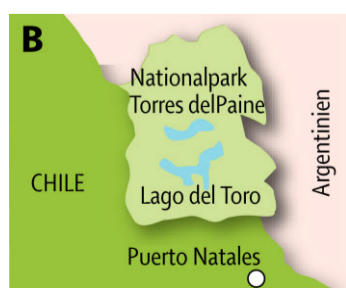 B
Nationalpark
Torres delPaine
Argentinien
CHILE
Lago del Toro
Puerto Natales